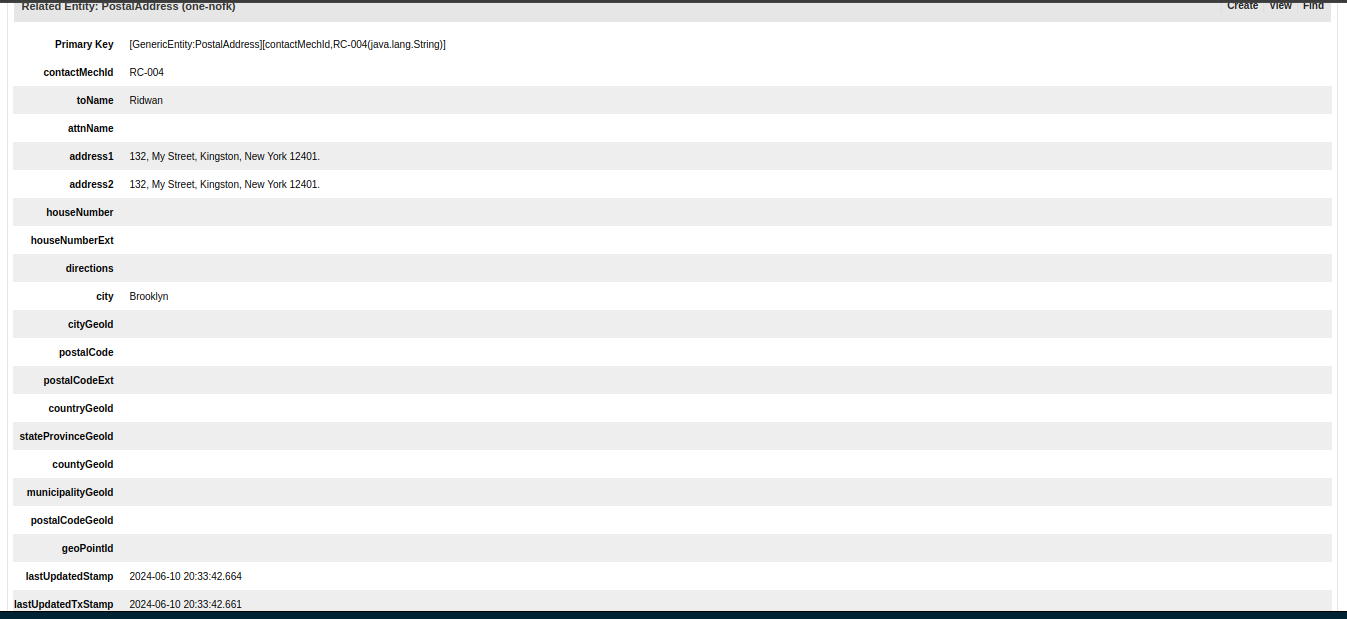 Related Entity: PostalAddress (one-nofk) Create View Find
Primary Key [GenericEntity:PostalAddress][contactMechId,RC-004(java.lang.String)]
contactMechId RC-004
toName Ridwan
attnName
address1 132, My Street, Kingston, New York 12401.
address2 132, My Street, Kingston, New York 12401.
houseNumber
houseNumberExt
directions
city Brooklyn
cityGeoId
postalCode
postalCodeExt
countryGeoId
stateProvinceGeoId
countyGeoId
municipalityGeoId
postalCodeGeoId
geoPointId
lastUpdatedStamp 2024-06-10 20:33:42.664
lastUpdatedTxStamp 2024-06-10 20:33:42.661